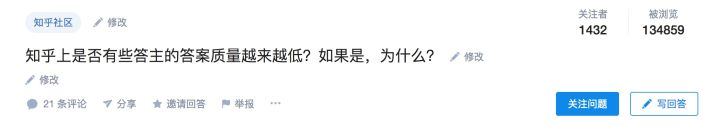 知乎社区 修改
关注者 被浏览
1432 134859
知乎上是否有些答主的答案质量越来越低？如果是，为什么？ 修改
修改
21 条评论 分享 邀请回答 举报 ··· 关注问题 写回答